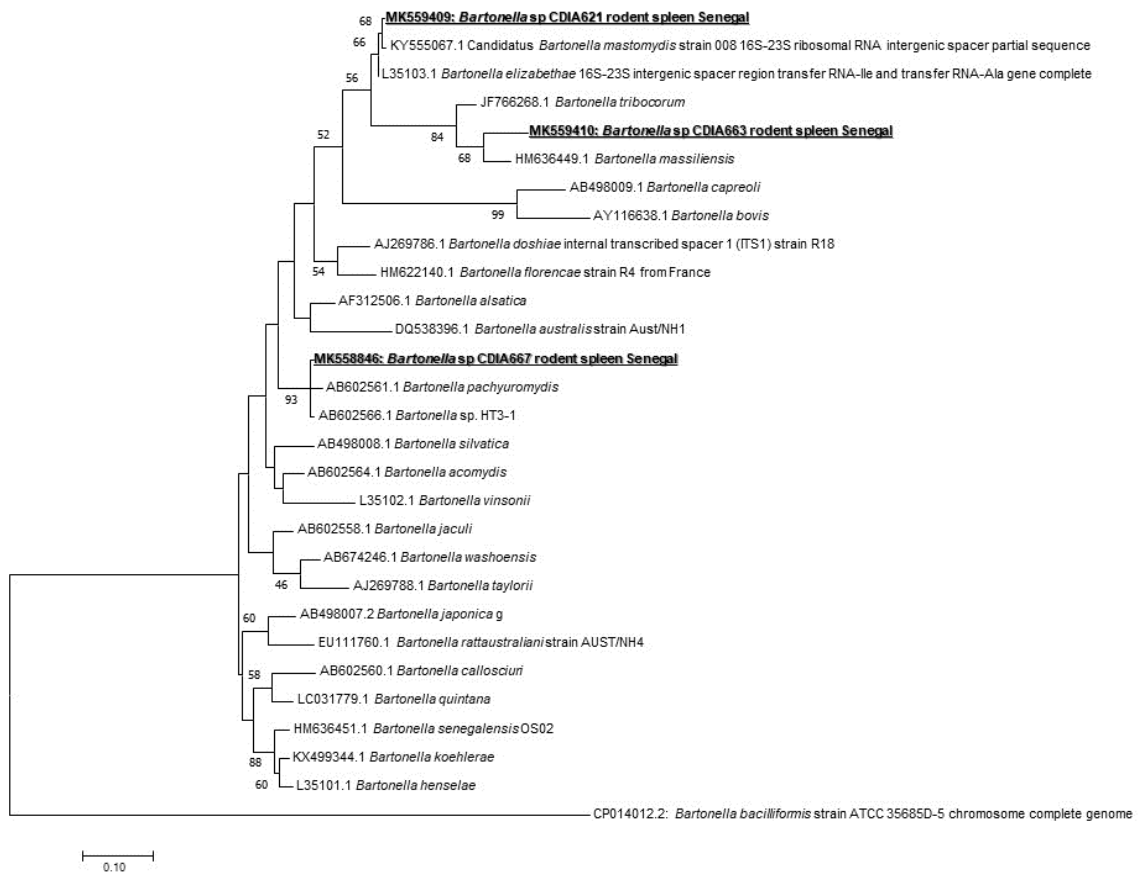 68
MK559409: Bartonella sp CDIA621 rodent spleen Senegal
66
KY555067.1 Candidatus Bartonella mastomydis strain 008 16S-23S ribosomal RNA intergenic spacer partial sequence
L35103.1 Bartonella elizabethae 16S-23S intergenic spacer region transfer RNA-Ile and transfer RNA-Ala gene complete
56
JF766268.1 Bartonella tribocorum
84
52
MK559410: Bartonella sp CDIA663 rodent spleen Senegal
68
HM636449.1 Bartonella massiliensis
AB498009.1 Bartonella capreoli
99
AY116638.1 Bartonella bovis
AJ269786.1 Bartonella doshiae internal transcribed spacer 1 (ITS1) strain R18
54
HM622140.1 Bartonella florencae strain R4 from France
AF312506.1 Bartonella alsatica
DQ538396.1 Bartonella australis strain Aust/NH1
MK558846: Bartonella sp CDIA667 rodent spleen Senegal
AB602561.1 Bartonella pachyuromydis
93
AB602566.1 Bartonella sp. HT3-1
AB498008.1 Bartonella silvatica
AB602564.1 Bartonella acomydis
L35102.1 Bartonella vinsonii
AB602558.1 Bartonella jaculi
AB674246.1 Bartonella washoensis
46
AJ269788.1 Bartonella taylorii
60
AB498007.2 Bartonella japonica g
EU111760.1 Bartonella rattaustraliani strain AUST/NH4
58
AB602560.1 Bartonella callosciuri
LC031779.1 Bartonella quintana
HM636451.1 Bartonella senegalensis OS02
88
KX499344.1 Bartonella koehlerae
60
L35101.1 Bartonella henselae
CP014012.2: Bartonella bacilliformis strain ATCC 35685D-5 chromosome complete genome
0.10